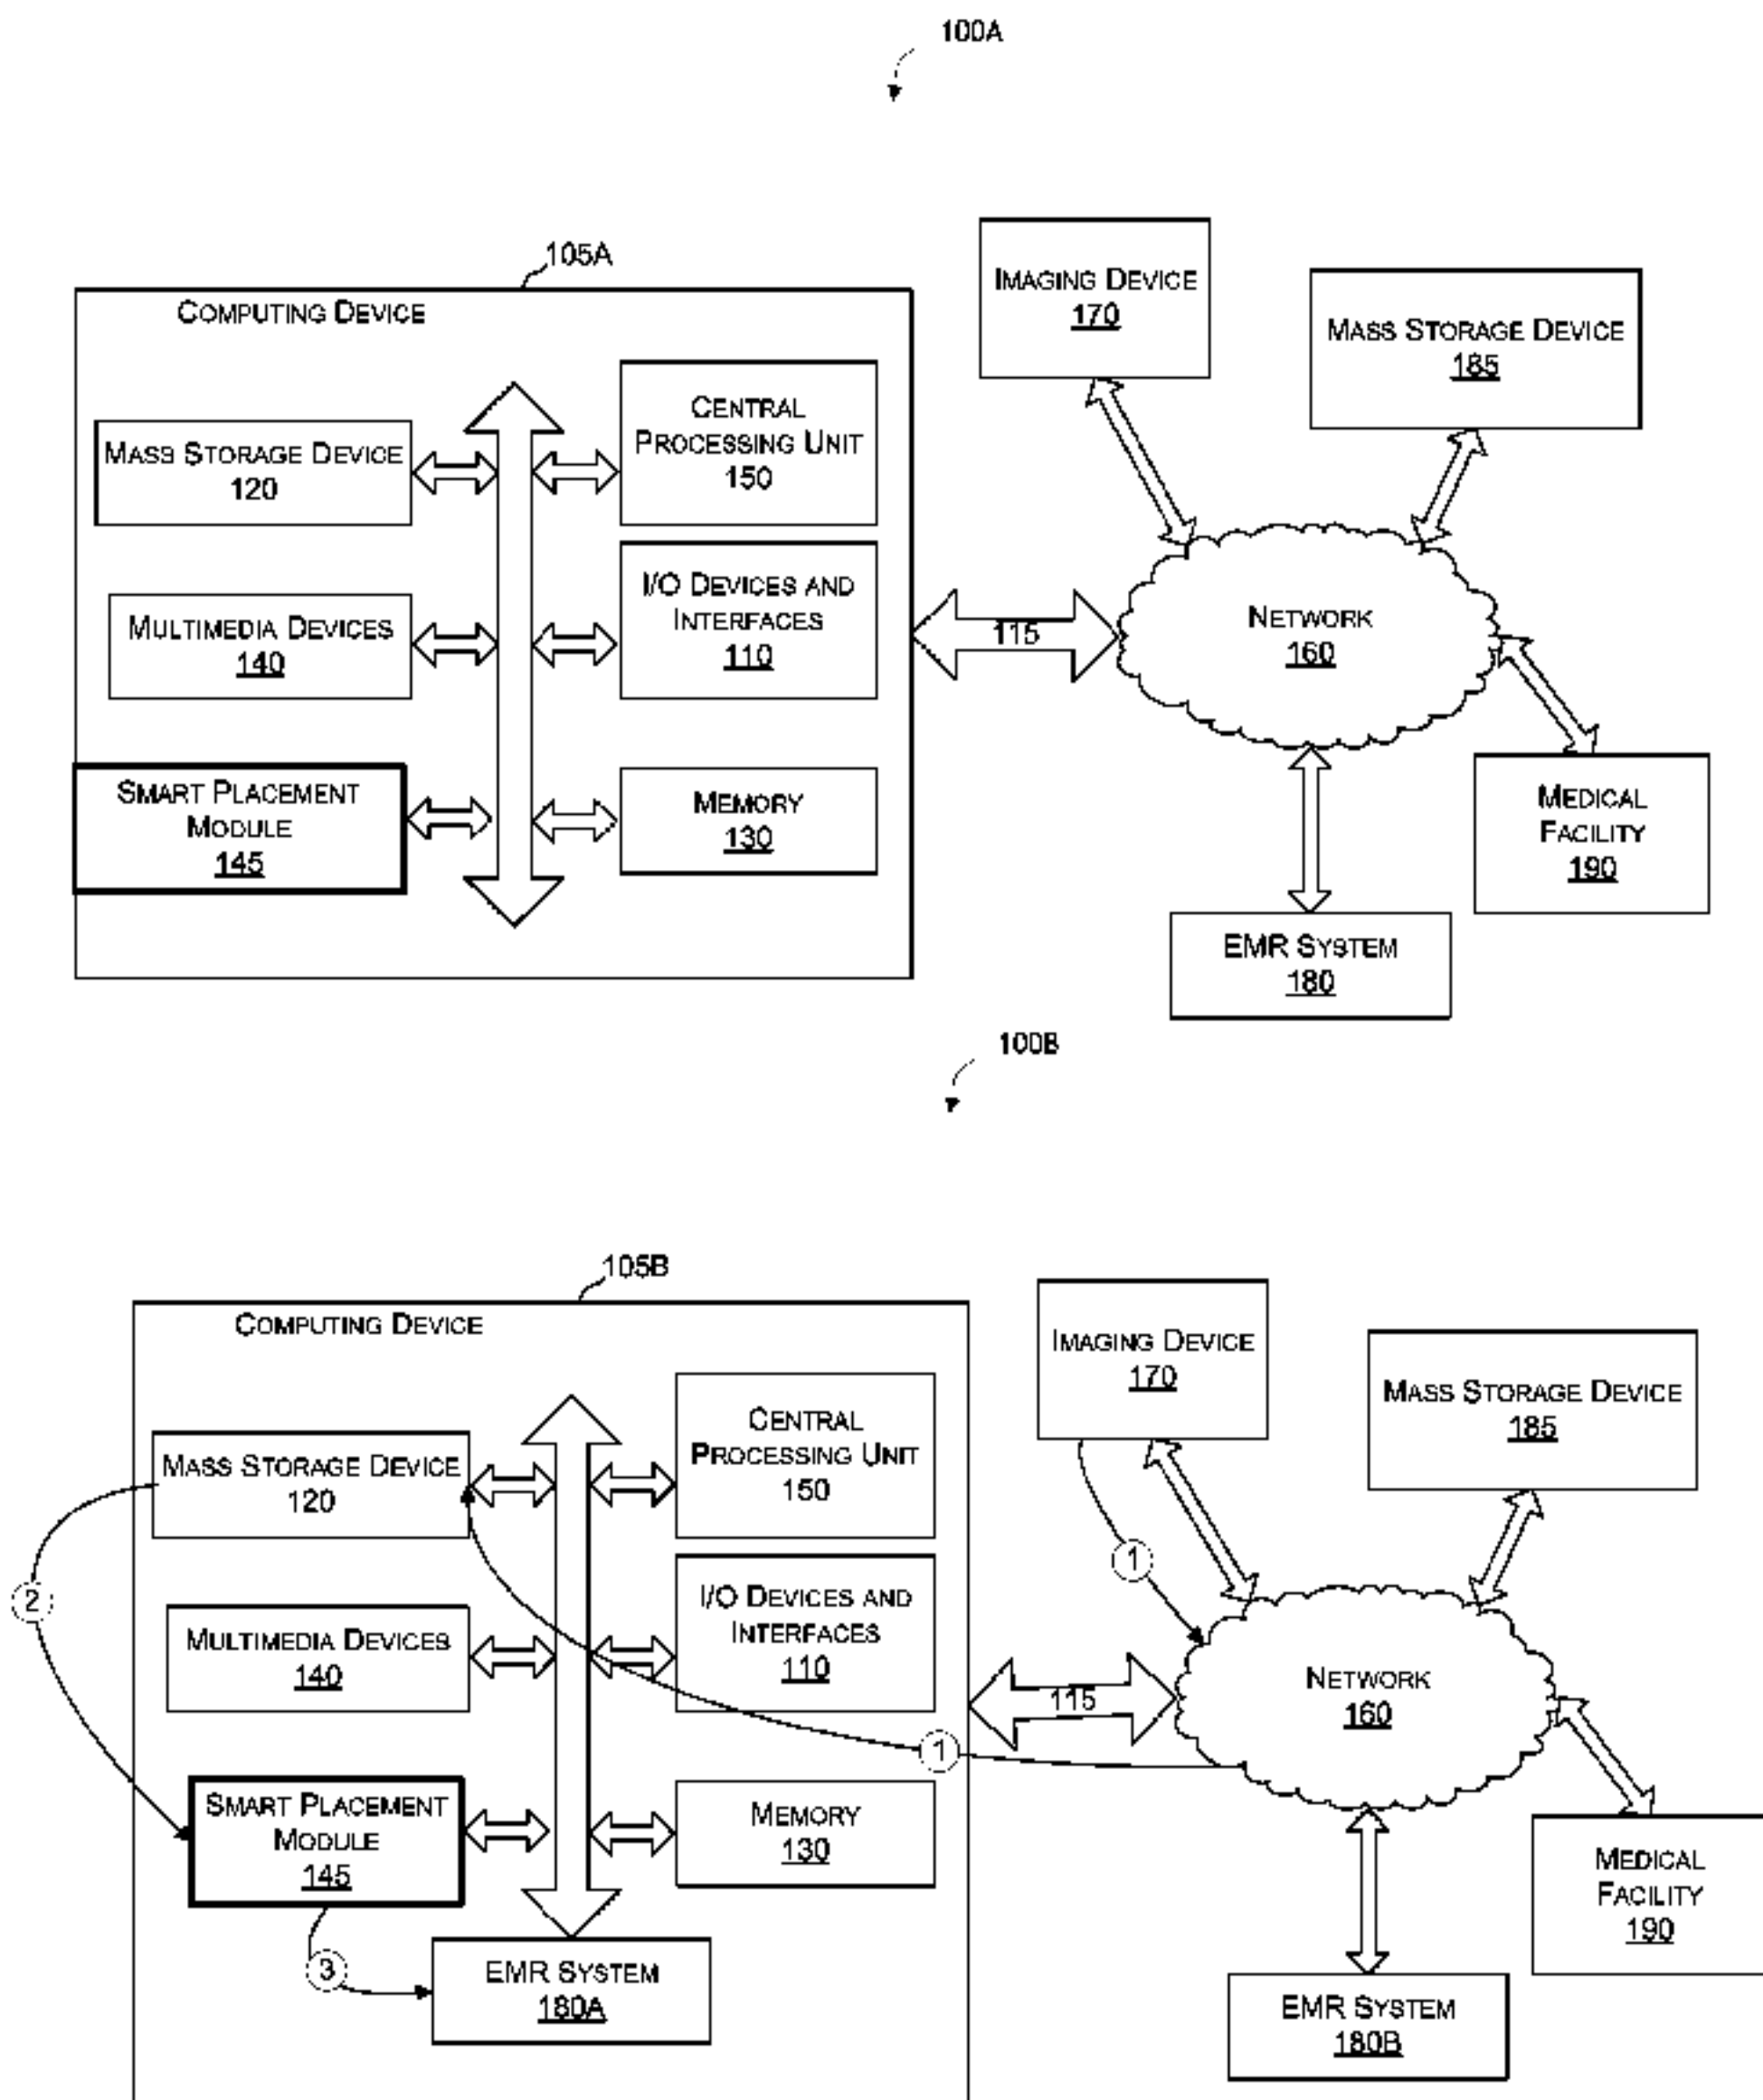 100A
105A
COMPUTING DEVICE
MASS STORAGE DEVICE
120
CENTRAL
PROCESSING UNIT
150
MULTIMEDIA DEVICES
140
I/O DEVICES AND
INTERFACES
110
SMART PLACEMENT
MODULE
145
MEMORY
130
115
IMAGING DEVICE
170
MASS STORAGE DEVICE
185
NETWORK
160
MEDICAL
FACILITY
190
EMR SYSTEM
180
100B
105B
COMPUTING DEVICE
MASS STORAGE DEVICE
120
CENTRAL
PROCESSING UNIT
150
2
MULTIMEDIA DEVICES
140
I/O DEVICES AND
INTERFACES
110
1
SMART PLACEMENT
MODULE
145
MEMORY
130
3
EMR SYSTEM
180A
115
IMAGING DEVICE
170
1
MASS STORAGE DEVICE
185
NETWORK
160
MEDICAL
FACILITY
190
EMR SYSTEM
180B